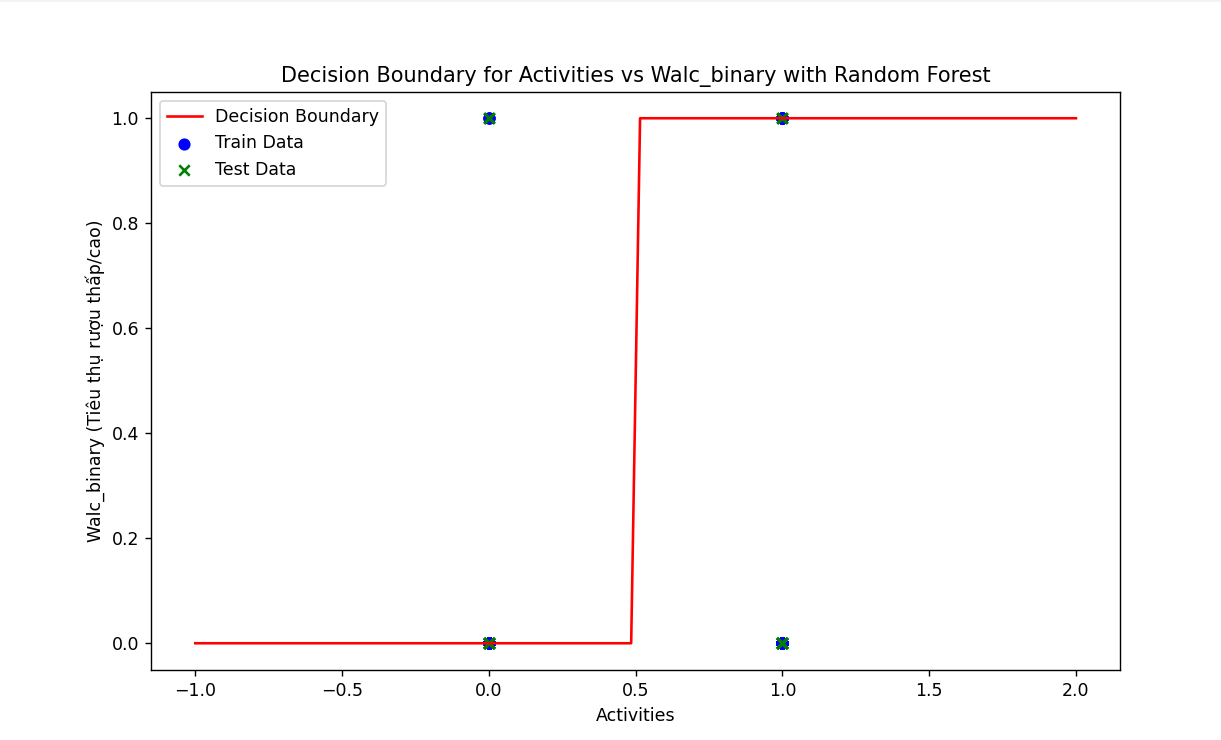 Decision Boundary for Activities vs Walc_binary with Random Forest
Decision Boundary
Train Data
Test Data
Walc_binary (Tiêu thụ rượu thấp/cao)
1.0
0.8
0.6
0.4
0.2
0.0
−1.0 −0.5 0.0 0.5 1.0 1.5 2.0
Activities